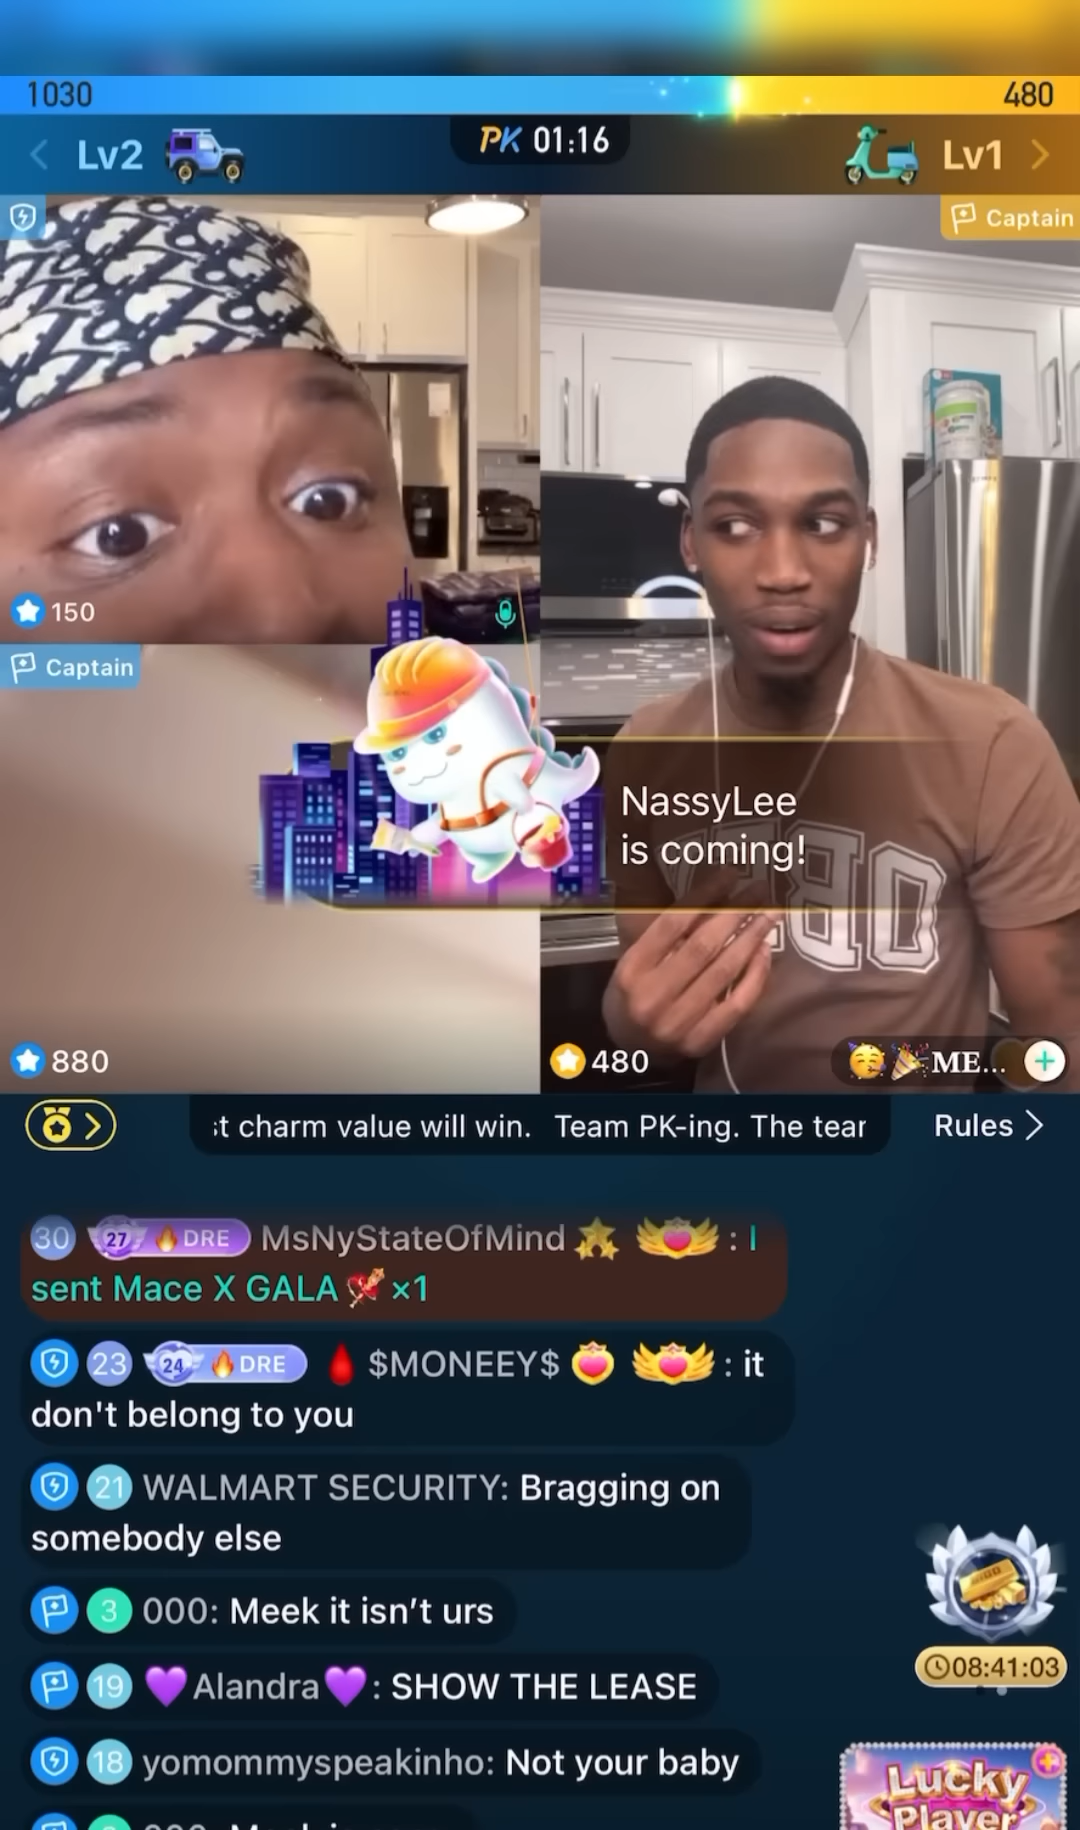 1030
480
Lv2
PK 01:16
Lv1
Captain
150
Captain
NassyLee
is coming!
880
480
ME...
t charm value will win. Team PK-ing. The tear
Rules
30 27 DRE MsNyStateOfMind : I
sent Mace X GALA ×1
23 24 DRE $MONEEY$ : it
don't belong to you
21 WALMART SECURITY: Bragging on
somebody else
3 000: Meek it isn’t urs
19 Alandra : SHOW THE LEASE
18 yomommyspeakinho: Not your baby
08:41:03
Lucky
Player